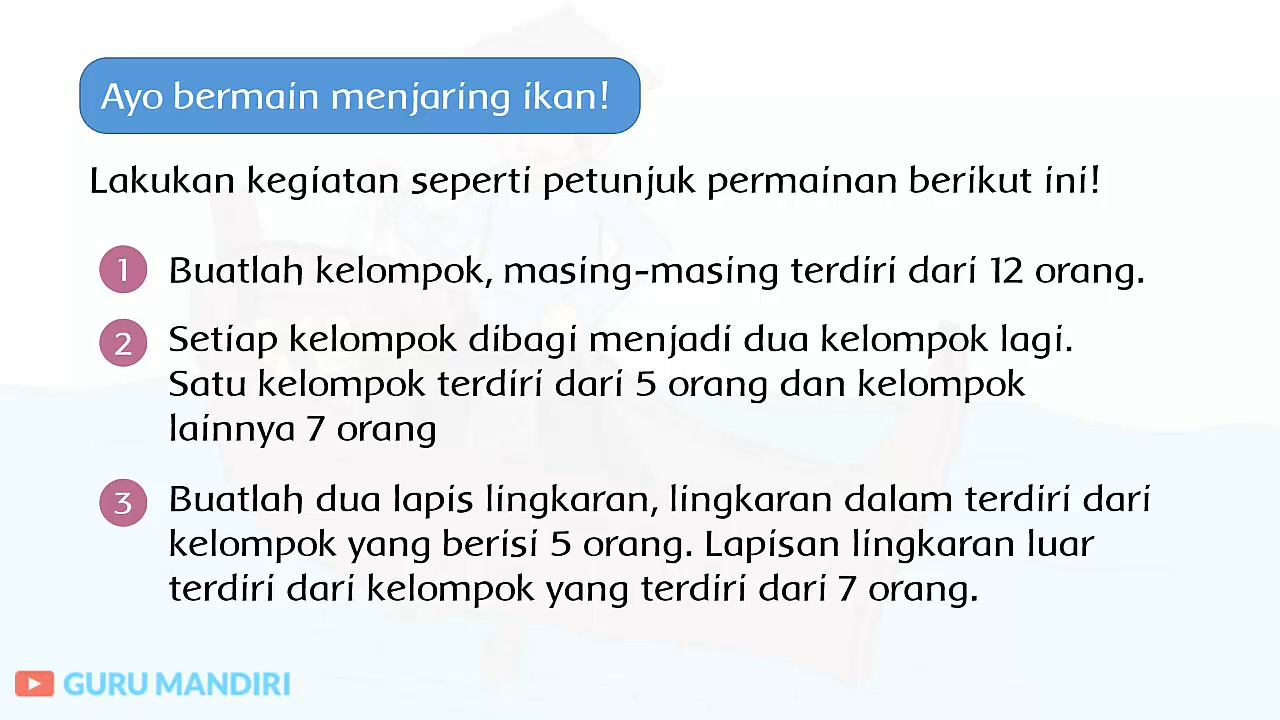 Ayo bermain menjaring ikan!
Lakukan kegiatan seperti petunjuk permainan berikut ini!
1 Buatlah kelompok, masing-masing terdiri dari 12 orang.
2 Setiap kelompok dibagi menjadi dua kelompok lagi.
Satu kelompok terdiri dari 5 orang dan kelompok
lainnya 7 orang
3 Buatlah dua lapis lingkaran, lingkaran dalam terdiri dari
kelompok yang berisi 5 orang. Lapisan lingkaran luar
terdiri dari kelompok yang terdiri dari 7 orang.
GURU MANDIRI